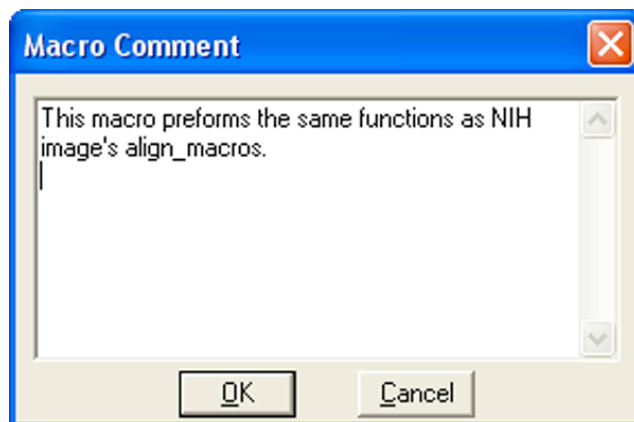 Macro Comment
This macro preforms the same functions as NIH
image's align_macros.
OK
Cancel